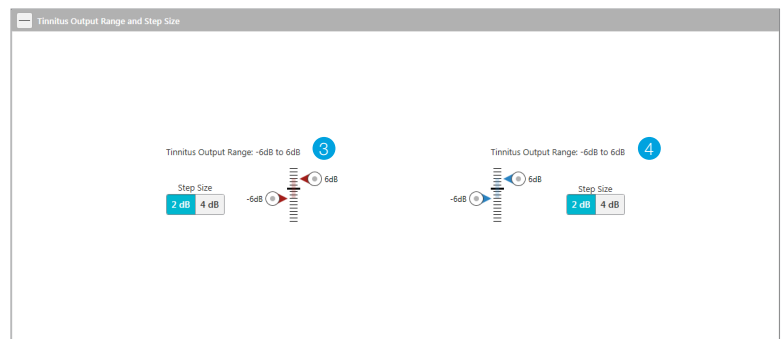 Tinnitus Output Range and Step Size
Tinnitus Output Range: -6dB to 6dB 3
6dB
Step Size
2 dB 4 dB
-6dB
Tinnitus Output Range: -6dB to 6dB 4
6dB
-6dB
Step Size
2 dB 4 dB